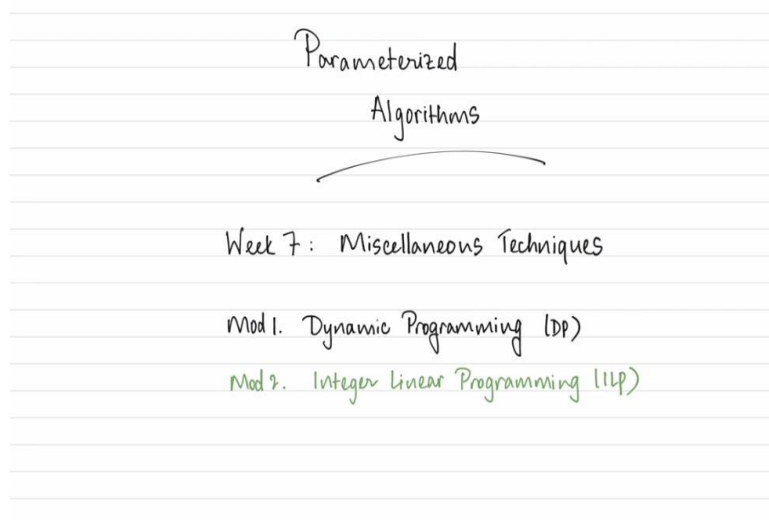 Parameterized
Algorithms
Week 7: Miscellaneous Techniques
Mod 1. Dynamic Programming (DP)
Mod 2. Integer Linear Programming (ILP)